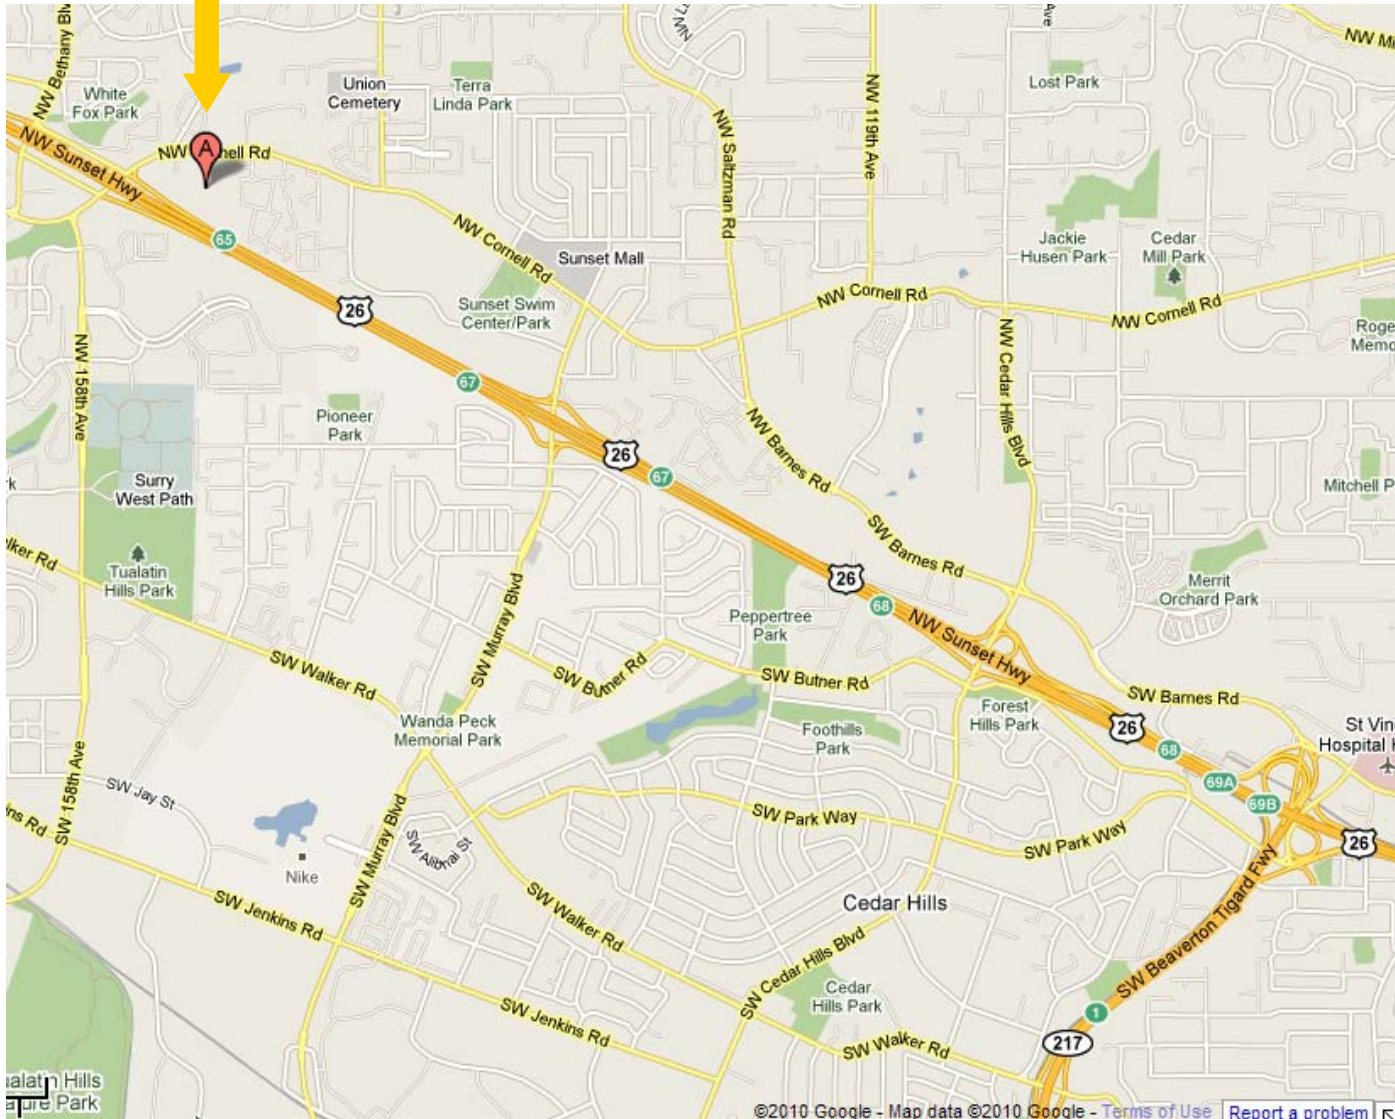 NW Bethany Blv
White
Fox Park
Union
Cemetery
Terra
Linda Park
Lost Park
Ave
NW 119th Ave
NW Saltzman Rd
NW
NW Sunset Hwy
A
65
26
NW Cornell Rd
Sunset Mall
Sunset Swim
Center/Park
Jackie
Husen Park
Cedar
Mill Park
NW Cornell Rd
NW Cornell Rd
Roge
Memo
NW 158th Ave
67
Pioneer
Park
26
67
NW Cedar Hills Blvd
NW Barnes Rd
SW Barnes Rd
Mitchell P
Surry
West Path
Tualatin
Hills Park
lker Rd
26
68
NW Sunset Hwy
Merrit
Orchard Park
Peppertree
Park
SW Murray Blvd
SW Walker Rd
SW Butner Rd
SW Butner Rd
SW Barnes Rd
Forest
Hills Park
26
68
69A
69B
26
St Vin
Hospital
Wanda Peck
Memorial Park
Foothills
Park
SW 158th Ave
SW Jay St
ns Rd
Nike
SW Murray Blvd
SW Park Way
SW Park Way
Cedar Hills
SW Jenkins Rd
SW Walker Rd
SW Cedar Hills Blvd
Cedar
Hills Park
SW Beaverton Tigard Fwy
1
217
SW Jenkins Rd
SW Walker Rd
ualatin Hills
ature Park
©2010 Google - Map data ©2010 Google - Terms of Use
Report a problem